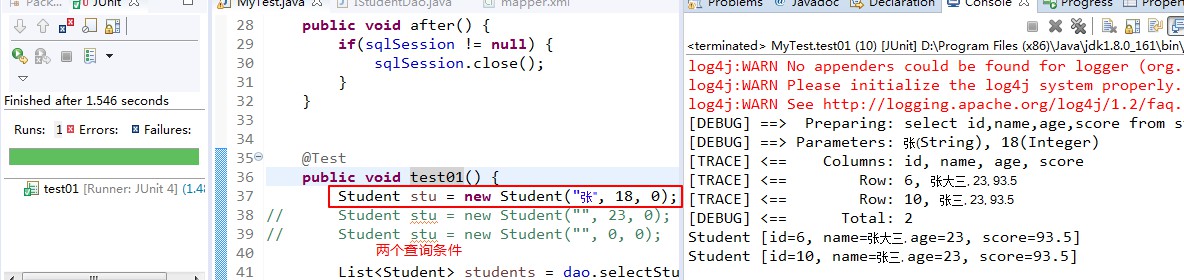 Pack...
JUnit
Finished after 1.546 seconds
Runs: 1
Errors:
Failures:
test01 [Runner: JUnit 4] (1.48
MyTest.java
IStudentDao.java
mapper.xml
28 public void after() {
29 if(sqlSession != null) {
30 sqlSession.close();
31 }
32 }
33
34
35 @Test
36 public void test01() {
37 Student stu = new Student("张", 18, 0);
38 // Student stu = new Student("", 23, 0);
39 // Student stu = new Student("", 0, 0);
40 两个查询条件
41 List<Student> students = dao.selectStu
Problems
Javadoc
Declaration
Console
<terminated> MyTest.test01 (10) [JUnit] D:\Program Files (x86)\Java\jdk1.8.0_161\bin\
log4j:WARN No appenders could be found for logger (org.
log4j:WARN Please initialize the log4j system properly.
log4j:WARN See http://logging.apache.org/log4j/1.2/faq.
[DEBUG] ==> Preparing: select id,name,age,score from s
[DEBUG] ==> Parameters: 张(String), 18(Integer)
[TRACE] <== Columns: id, name, age, score
[TRACE] <== Row: 6, 张大三, 23, 93.5
[TRACE] <== Row: 10, 张三, 23, 93.5
[DEBUG] <== Total: 2
Student [id=6, name=张大三, age=23, score=93.5]
Student [id=10, name=张三, age=23, score=93.5]